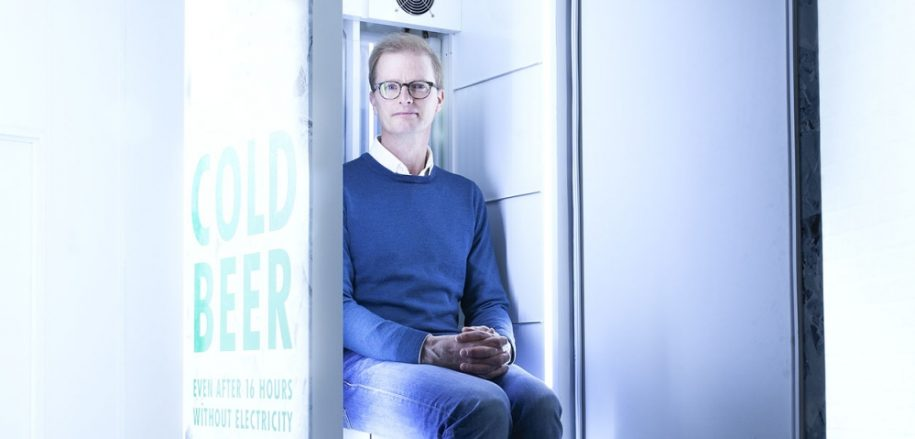 COLD
BEER
EVEN AFTER 16 HOURS
WITHOUT ELECTRICITY